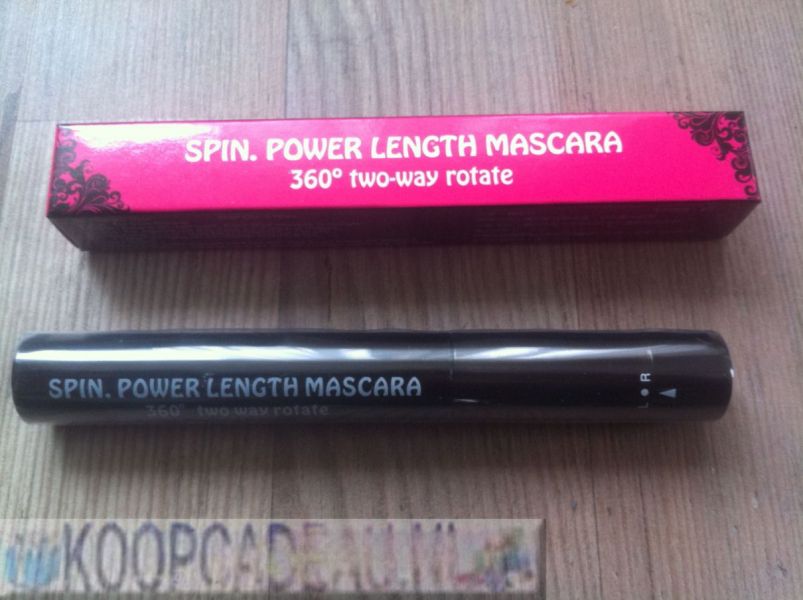 SPIN. POWER LENGTH MASCARA
360° two-way rotate
SPIN. POWER LENGTH MASCARA
360° two way rotate
L R
KOOPCADEAU.NL